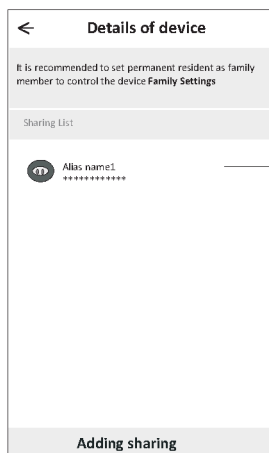 Details of device
It is recommended to set permanent resident as family
member to control the device Family Settings
Sharing List
Alias name1
************
Adding sharing